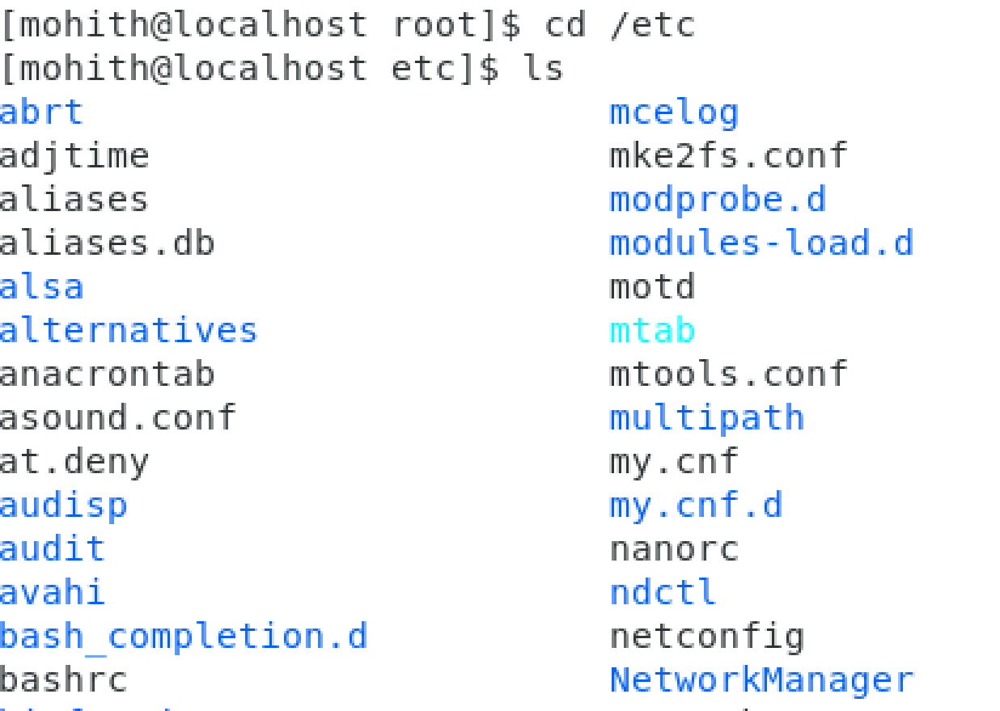 [mohith@localhost root]$ cd /etc
[mohith@localhost etc]$ ls
abrt mcelog
adjtime mke2fs.conf
aliases modprobe.d
aliases.db modules-load.d
alsa motd
alternatives mtab
anacrontab mtools.conf
asound.conf multipath
at.deny my.cnf
audisp my.cnf.d
audit nanorc
avahi ndctl
bash_completion.d netconfig
bashrc NetworkManager